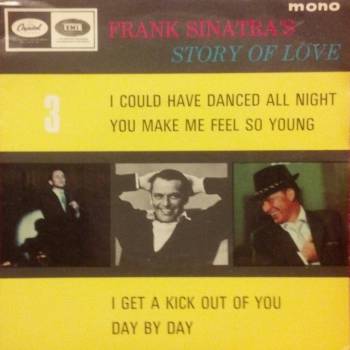 mono
Capitol
EMI
FRANK SINATRA'S
STORY OF LOVE
3
I COULD HAVE DANCED ALL NIGHT
YOU MAKE ME FEEL SO YOUNG
I GET A KICK OUT OF YOU
DAY BY DAY